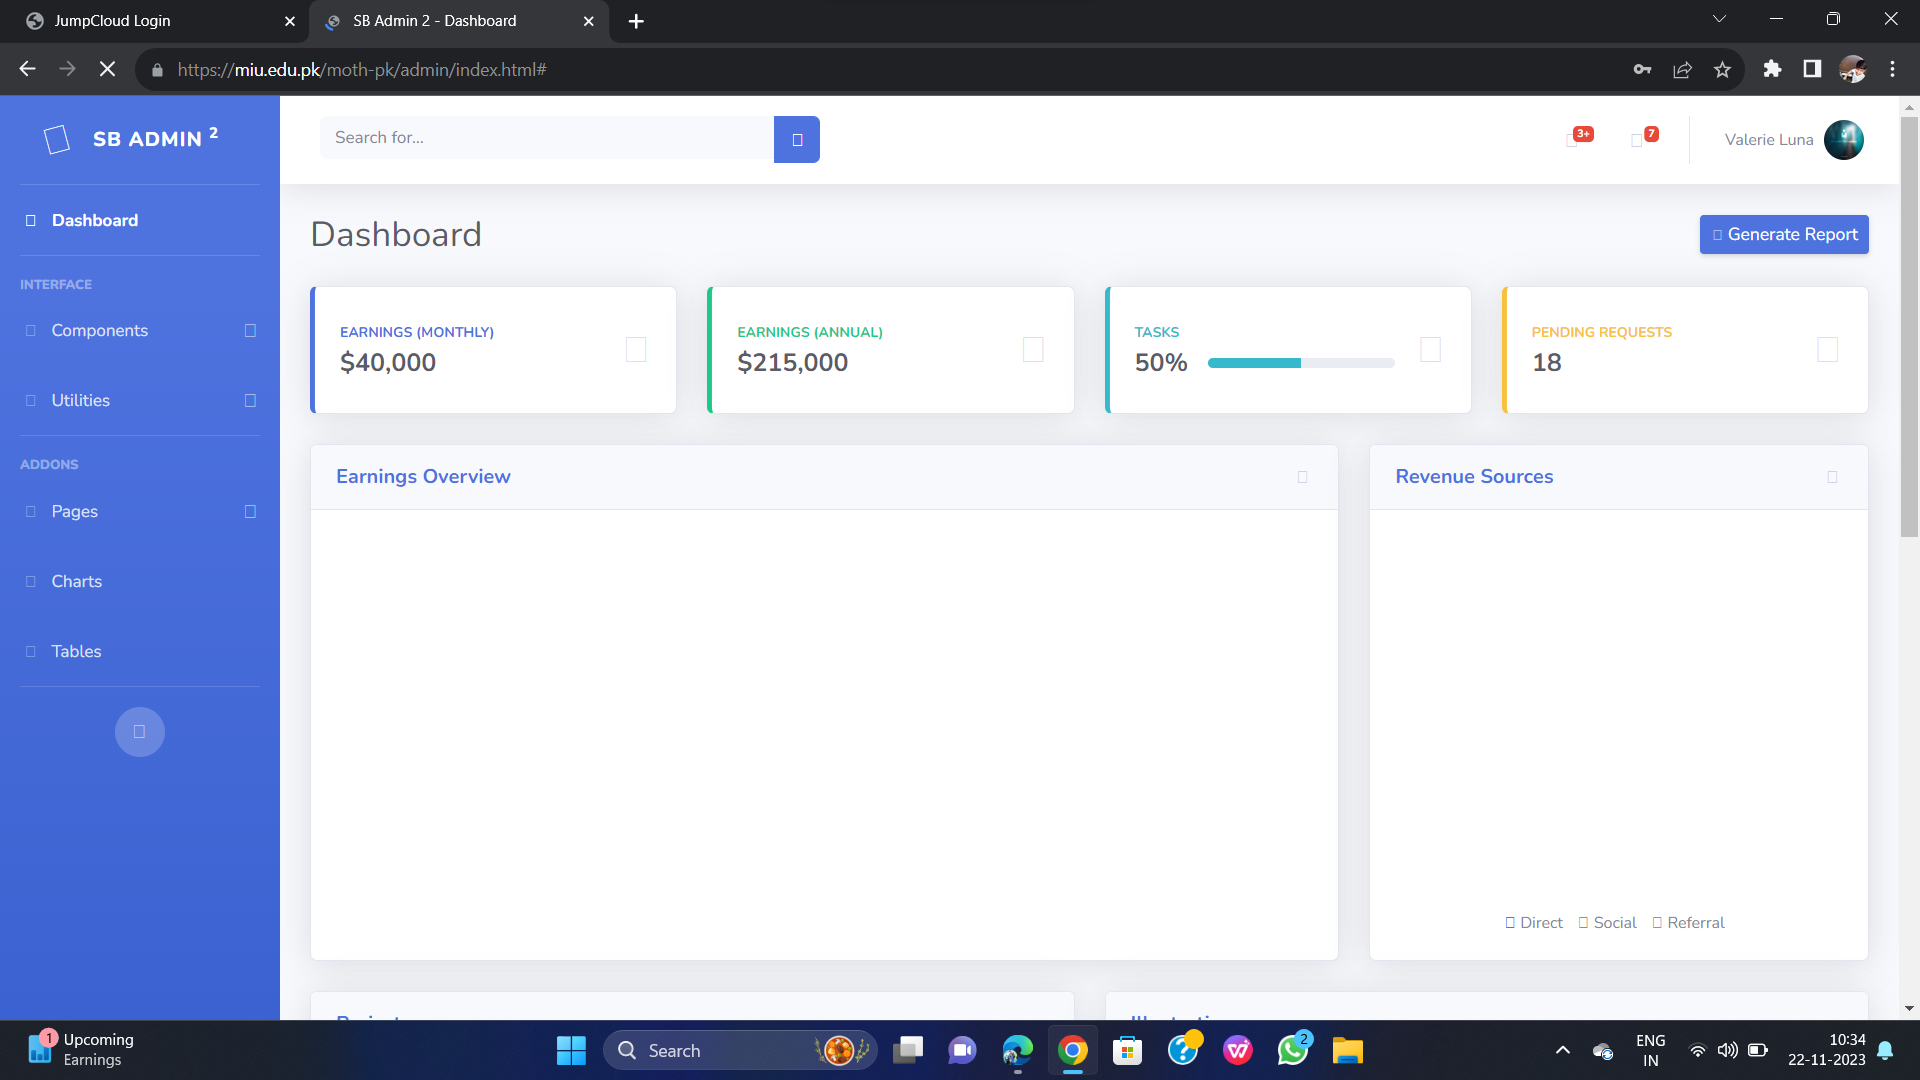 JumpCloud Login
SB Admin 2 - Dashboard
https://miu.edu.pk/moth-pk/admin/index.html#
SB ADMIN 2
Search for...
3+
7
Valerie Luna
Dashboard
Dashboard
Generate Report
INTERFACE
Components
Utilities
ADDONS
Pages
Charts
Tables
EARNINGS (MONTHLY)
$40,000
EARNINGS (ANNUAL)
$215,000
TASKS
50%
PENDING REQUESTS
18
Earnings Overview
Revenue Sources
Direct Social Referral
1
Upcoming
Earnings
Search
2
ENG
IN
10:34
22-11-2023